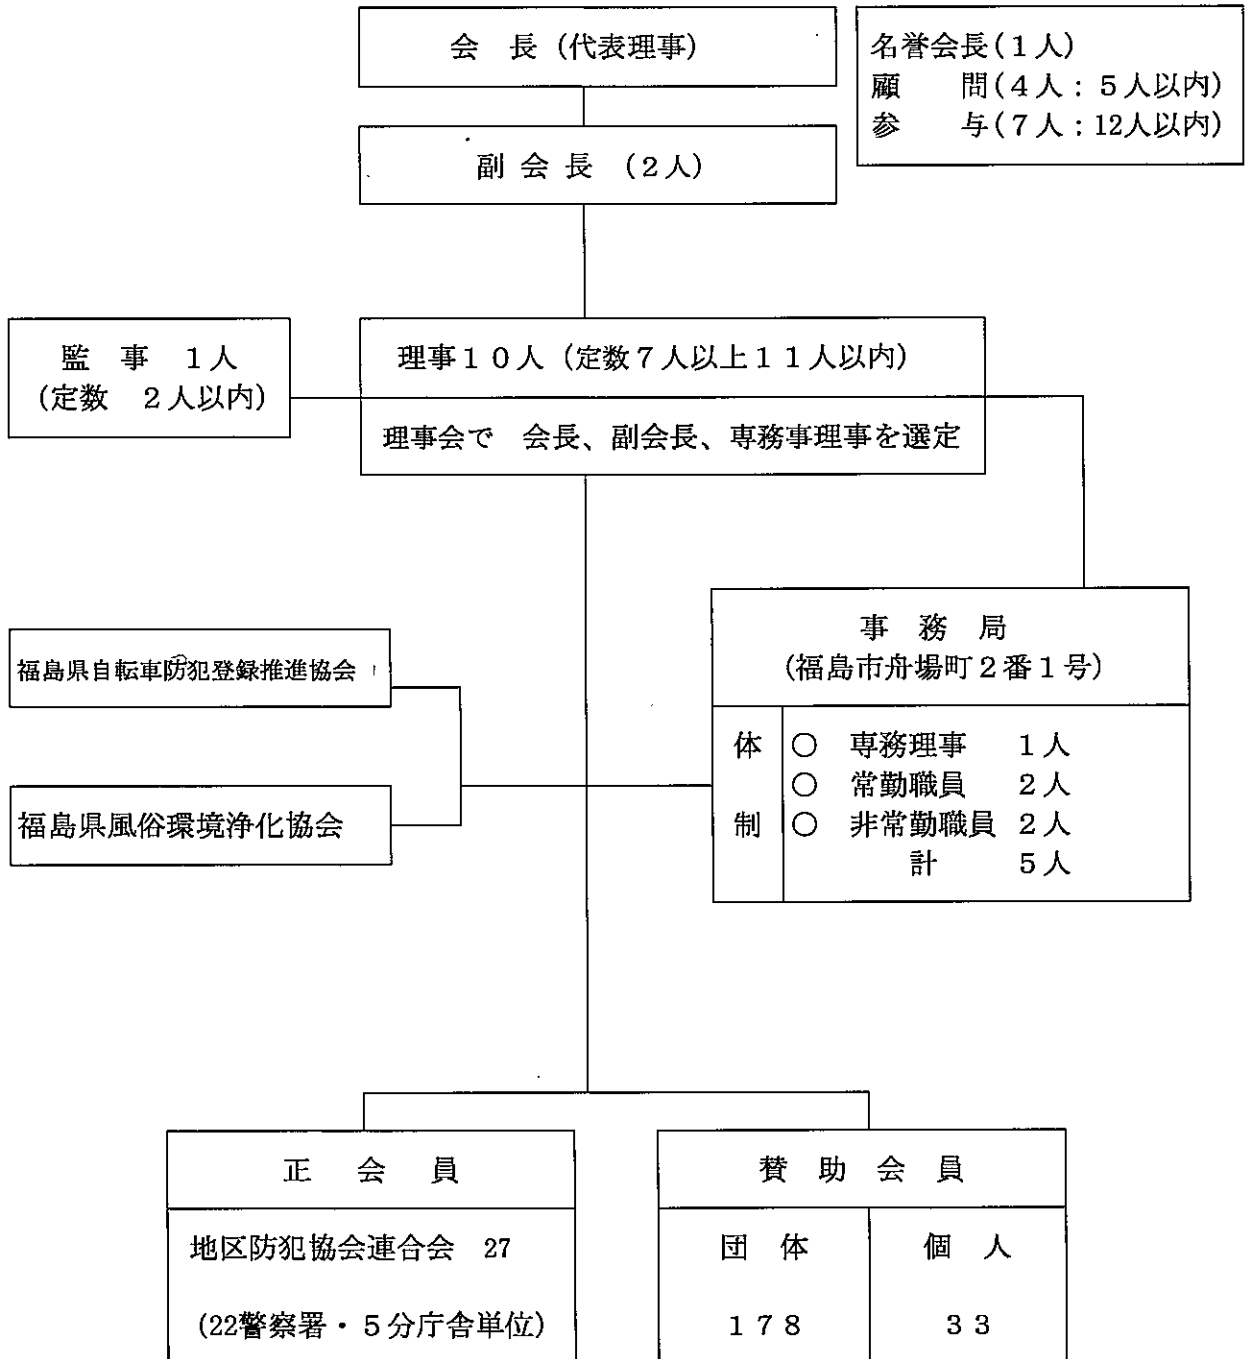 会　長（代表理事）
名誉会長（１人）
顧　　問（４人：５人以内）
参　　与（７人：12人以内）
副 会 長　（２人）
監　事　１人
（定数　２人以内）
理事１０人（定数７人以上１１人以内）
理事会で　会長、副会長、専務事理事を選定
事　務　局
（福島市舟場町２番１号）
体　制
○　専務理事　　１人
○　常勤職員　　２人
○　非常勤職員　２人
計　　５人
福島県自転車防犯登録推進協会
福島県風俗環境浄化協会
正　会　員
地区防犯協会連合会　27
（22警察署・５分庁舎単位）
賛　助　会　員
団　体
個　人
１７８
３３